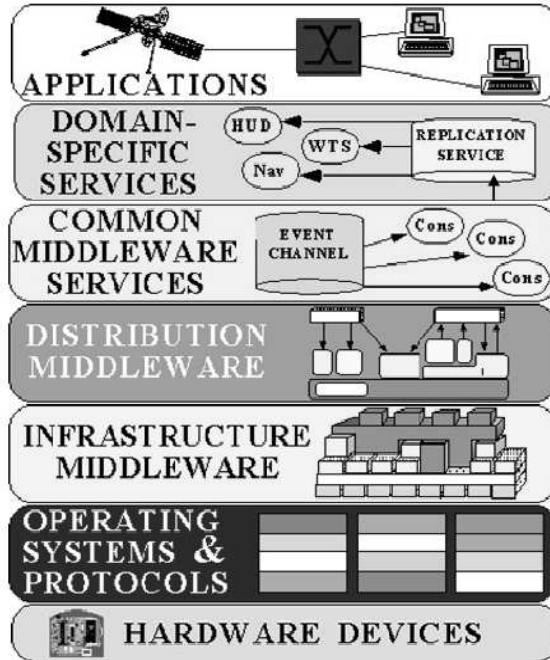 APPLICATIONS
DOMAIN-
SPECIFIC
SERVICES
HUD
WTS
Nav
REPLICATION
SERVICE
COMMON
MIDDLEWARE
SERVICES
EVENT
CHANNEL
Cons
Cons
Cons
DISTRIBUTION
MIDDLEWARE
INFRASTRUCTURE
MIDDLEWARE
OPERATING
SYSTEMS &
PROTOCOLS
HARDWARE DEVICES